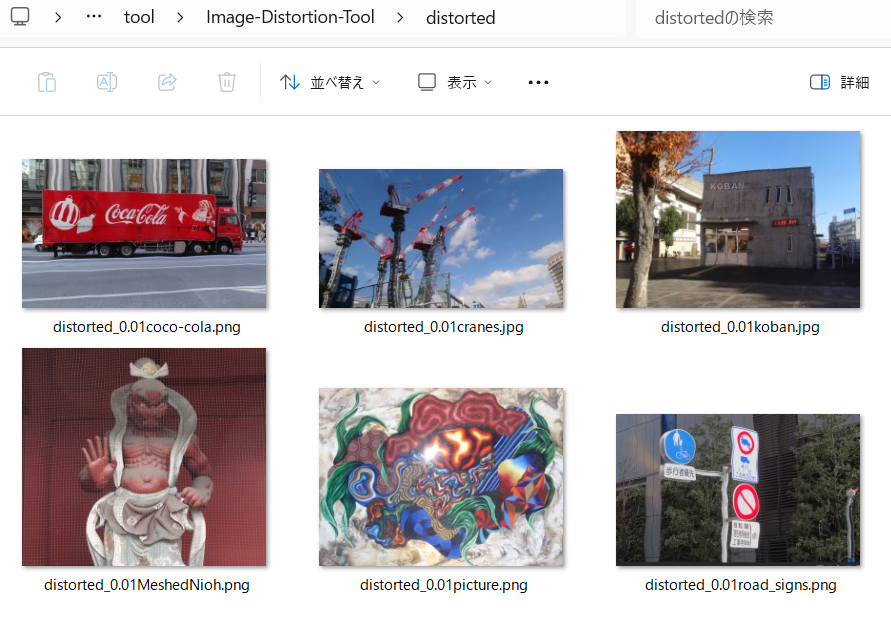 tool > Image-Distortion-Tool > distorted
distortedの検索
並べ替え
表示
詳細
Coca-Cola
KOBAN
distorted_0.01coco-cola.png
distorted_0.01cranes.jpg
distorted_0.01koban.jpg
歩行者優先
distorted_0.01MeshedNioh.png
distorted_0.01picture.png
distorted_0.01road_signs.png